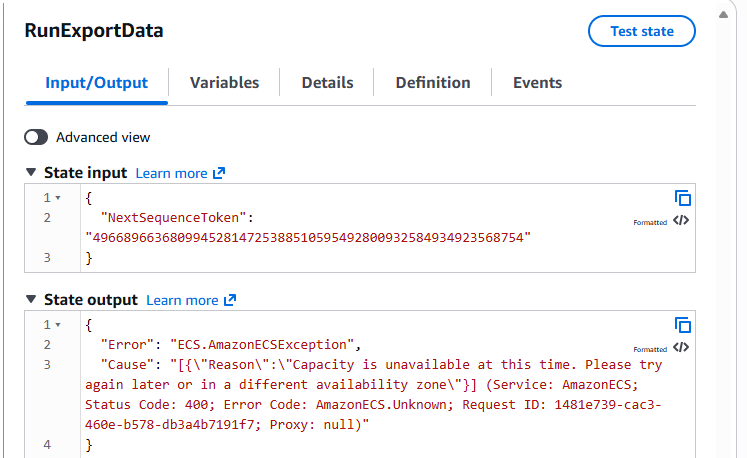 RunExportData
Test state
Input/Output
Variables
Details
Definition
Events
Advanced view
State input Learn more
1 {
2 "NextSequenceToken":
"49668966368099452814725388510595492800932584934923568754"
3 }
Formatted
State output Learn more
1 {
2 "Error": "ECS.AmazonECSException",
3 "Cause": "[{\"Reason\":\"Capacity is unavailable at this time. Please try
again later or in a different availability zone\"}] (Service: AmazonECS;
Status Code: 400; Error Code: AmazonECS.Unknown; Request ID: 1481e739-cac3-
460e-b578-db3a4b7191f7; Proxy: null)"
4 }
Formatted